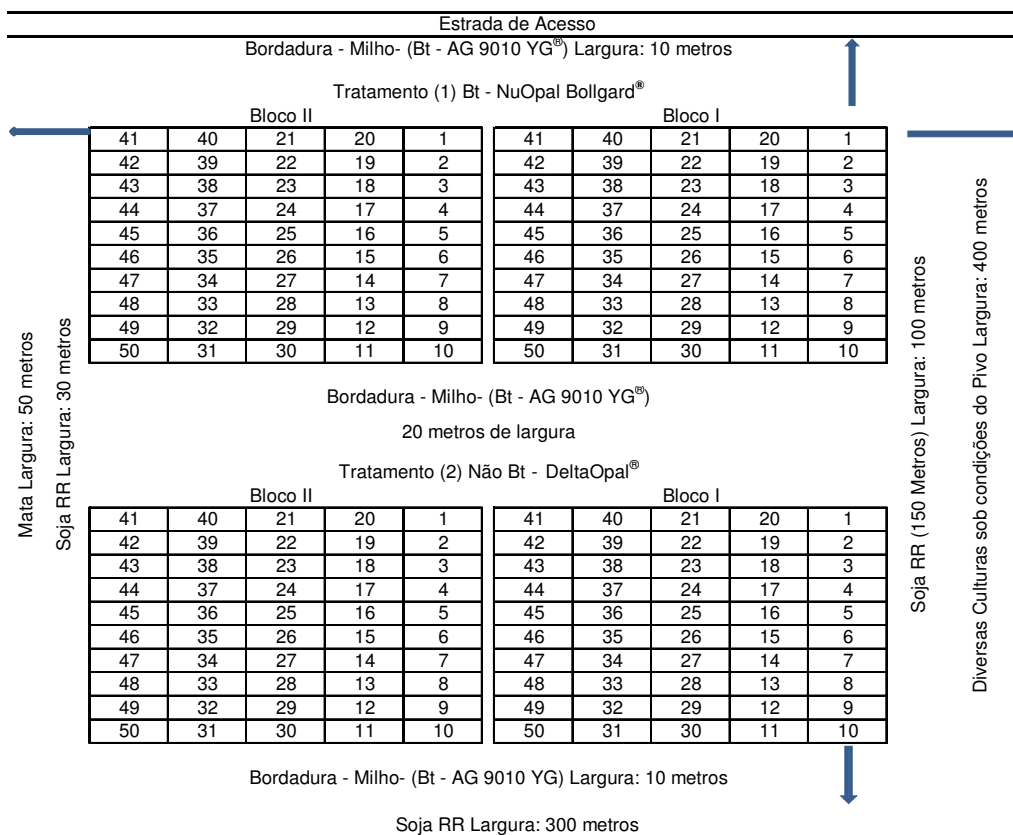 Estrada de Acesso
Bordadura - Milho- (Bt - AG 9010 YG®) Largura: 10 metros
Tratamento (1) Bt - NuOpal Bollgard®
Bloco II Bloco I
41 40 21 20 1 41 40 21 20 1
42 39 22 19 2 42 39 22 19 2
43 38 23 18 3 43 38 23 18 3
44 37 24 17 4 44 37 24 17 4
45 36 25 16 5 45 36 25 16 5
46 35 26 15 6 46 35 26 15 6
47 34 27 14 7 47 34 27 14 7
48 33 28 13 8 48 33 28 13 8
49 32 29 12 9 49 32 29 12 9
50 31 30 11 10 50 31 30 11 10
Mata Largura: 50 metros
Soja RR Largura: 30 metros
Bordadura - Milho- (Bt - AG 9010 YG®)
20 metros de largura
Soja RR (150 Metros) Largura: 100 metros
Diversas Culturas sob condições do Pivo Largura: 400 metros
Tratamento (2) Não Bt - DeltaOpal®
Bloco II Bloco I
41 40 21 20 1 41 40 21 20 1
42 39 22 19 2 42 39 22 19 2
43 38 23 18 3 43 38 23 18 3
44 37 24 17 4 44 37 24 17 4
45 36 25 16 5 45 36 25 16 5
46 35 26 15 6 46 35 26 15 6
47 34 27 14 7 47 34 27 14 7
48 33 28 13 8 48 33 28 13 8
49 32 29 12 9 49 32 29 12 9
50 31 30 11 10 50 31 30 11 10
Bordadura - Milho- (Bt - AG 9010 YG) Largura: 10 metros
Soja RR Largura: 300 metros